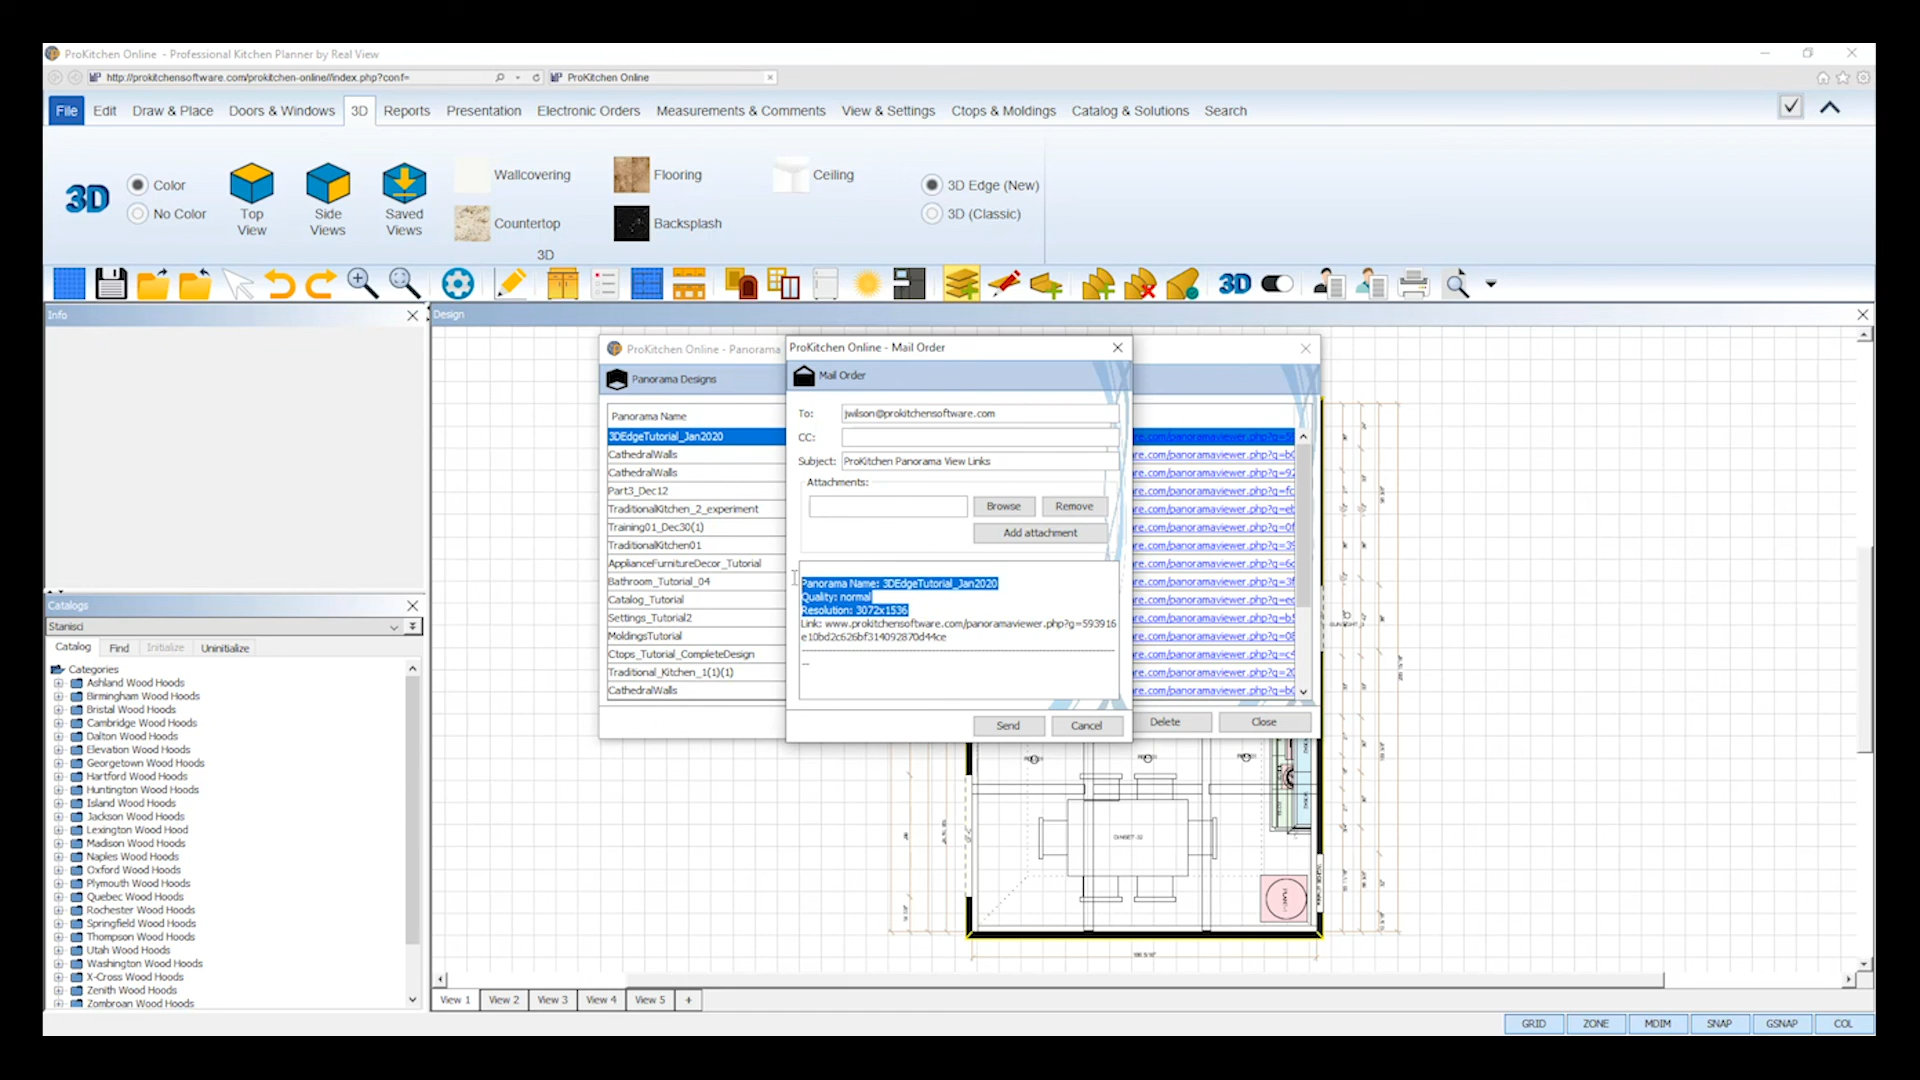 ProKitchen Online - Professional Kitchen Planner by Real View
http://prokitchensoftware.com/prokitchen-online//index.php?conf=
ProKitchen Online
File Edit Draw & Place Doors & Windows 3D Reports Presentation Electronic Orders Measurements & Comments View & Settings Ctops & Moldings Catalog & Solutions Search
3D
Color
No Color
Top View
Side Views
Saved Views
Wallcovering
Countertop
Flooring
Backsplash
Ceiling
3D Edge (New)
3D (Classic)
3D
3D
Info
Design
ProKitchen Online - Panorama
Panorama Designs
Panorama Name
3DEdgeTutorial_Jan2020
CathedralWalls
CathedralWalls
Part3_Dec12
TraditionalKitchen_2_experiment
Training01_Dec30(1)
TraditionalKitchen01
ApplianceFurnitureDecor_Tutorial
Bathroom_Tutorial_04
Catalog_Tutorial
Settings_Tutorial2
MoldingsTutorial
Ctops_Tutorial_CompleteDesign
Traditional_Kitchen_1(1)(1)
CathedralWalls
ProKitchen Online - Mail Order
Mail Order
To: jwilson@prokitchensoftware.com
CC:
Subject: ProKitchen Panorama View Links
Attachments:
Browse
Remove
Add attachment
Panorama Name: 3DEdgeTutorial_Jan2020
Quality: normal
Resolution: 3072x1536
Link: www.prokitchensoftware.com/panoramaviewer.php?g=593916
e10bd2c626bf314092870d44ce
Send
Cancel
Delete
Close
Catalogs
Stanisci
Catalog Find Initialize Uninitialize
Categories
Ashland Wood Hoods
Birmingham Wood Hoods
Bristal Wood Hoods
Cambridge Wood Hoods
Dalton Wood Hoods
Elevation Wood Hoods
Georgetown Wood Hoods
Hartford Wood Hoods
Huntington Wood Hoods
Island Wood Hoods
Jackson Wood Hoods
Lexington Wood Hood
Madison Wood Hoods
Naples Wood Hoods
Oxford Wood Hoods
Plymouth Wood Hoods
Quebec Wood Hoods
Rochester Wood Hoods
Springfield Wood Hoods
Thompson Wood Hoods
Utah Wood Hoods
Washington Wood Hoods
X-Cross Wood Hoods
Zenith Wood Hoods
Zombroan Wood Hoods
View 1 View 2 View 3 View 4 View 5 +
GRID ZONE MDIM SNAP GSNAP COL